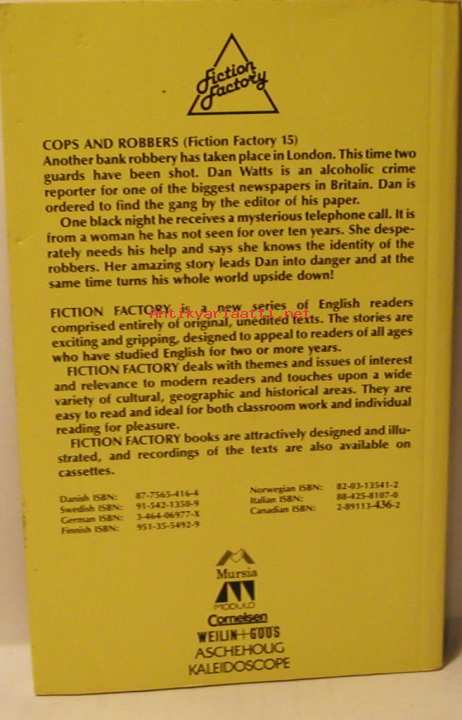 Fiction
Factory
COPS AND ROBBERS (Fiction Factory 15)
Another bank robbery has taken place in London. This time two
guards have been shot. Dan Watts is an alcoholic crime
reporter for one of the biggest newspapers in Britain. Dan is
ordered to find the gang by the editor of his paper.
One black night he receives a mysterious telephone call. It is
from a woman he has not seen for over ten years. She despe-
rately needs his help and says she knows the identity of the
robbers. Her amazing story leads Dan into danger and at the
same time turns his whole world upside down!
FICTION FACTORY is a new series of English readers
comprised entirely of original, unedited texts. The stories are
exciting and gripping, designed to appeal to readers of all ages
who have studied English for two or more years.
FICTION FACTORY deals with themes and issues of interest
and relevance to modern readers and touches upon a wide
variety of cultural, geographic and historical areas. They are
easy to read and ideal for both classroom work and individual
reading for pleasure.
FICTION FACTORY books are attractively designed and illu-
strated, and recordings of the texts are also available on
cassettes.
Danish ISBN: 87-7565-416-4
Swedish ISBN: 91-542-1350-9
German ISBN: 3-464-06977-X
Finnish ISBN: 951-35-5492-9
Norwegian ISBN: 82-03-13541-2
Italian ISBN: 88-425-8107-0
Canadian ISBN: 2-89113-436-2
Mursia
MODULO
Cornelsen
WEILIN+GÖÖS
ASCHEHOUG
KALEIDOSCOPE